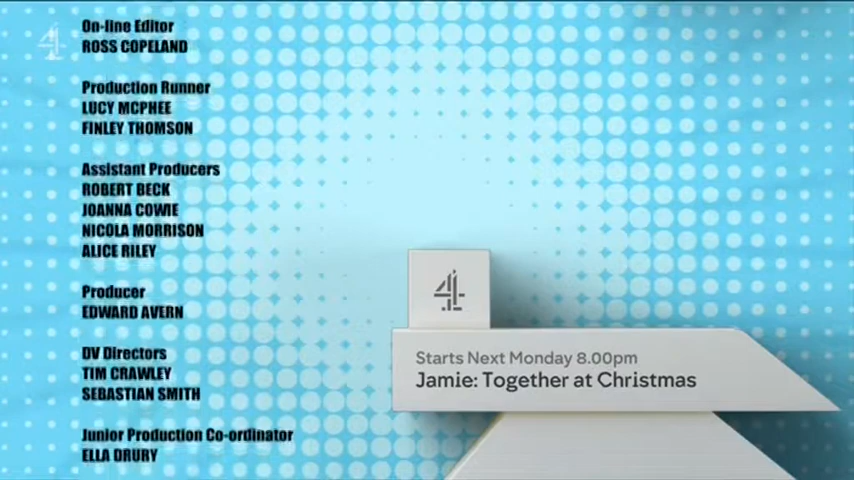 On-line Editor
ROSS COPELAND
Production Runner
LUCY MCPHEE
FINLEY THOMSON
Assistant Producers
ROBERT BECK
JOANNA COWIE
NICOLA MORRISON
ALICE RILEY
Producer
EDWARD AVERN
DV Directors
TIM CRAWLEY
SEBASTIAN SMITH
Junior Production Co-ordinator
ELLA DRURY
4
4
Starts Next Monday 8.00pm
Jamie: Together at Christmas